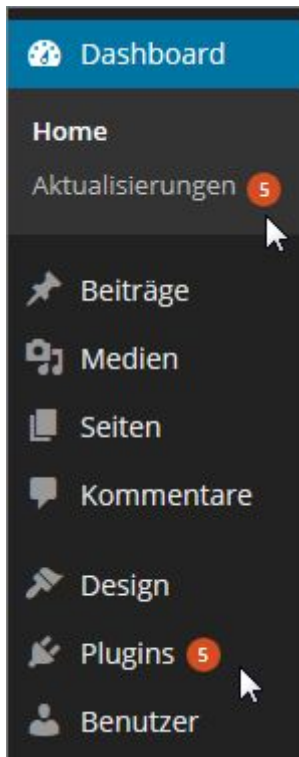 Dashboard
Home
Aktualisierungen 5
Beiträge
Medien
Seiten
Kommentare
Design
Plugins 5
Benutzer